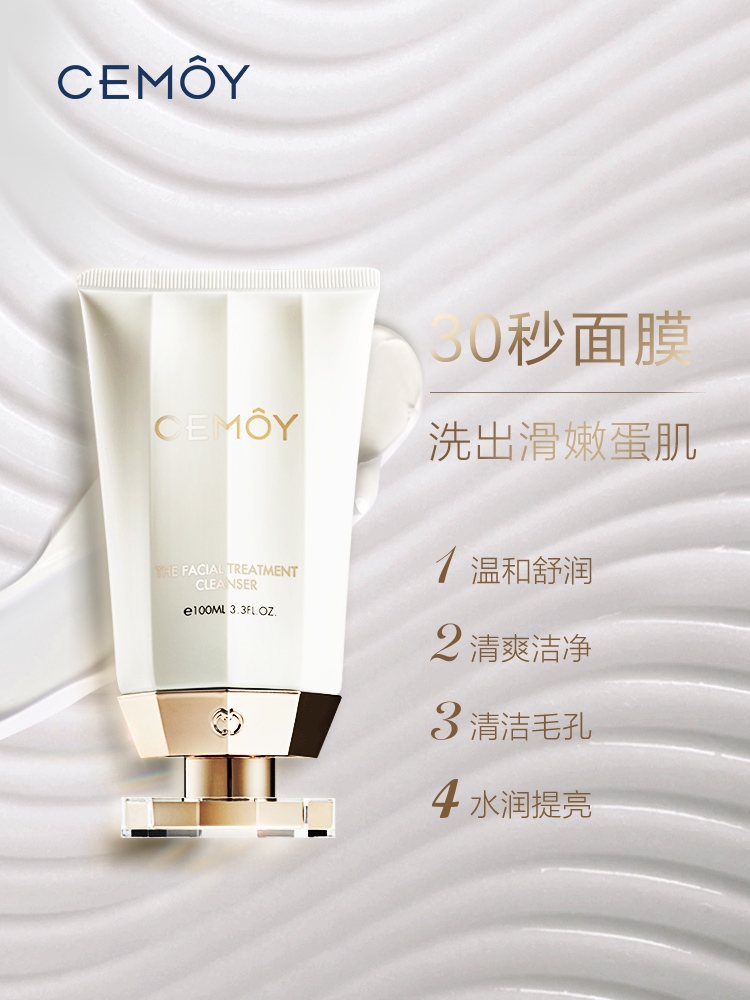 CEMÔY
CEMÔY
THE FACIAL TREATMENT
CLEANSER
e100ML 3.3FL.OZ.
30秒面膜
洗出滑嫩蛋肌
1 温和舒润
2 清爽洁净
3 清洁毛孔
4 水润提亮